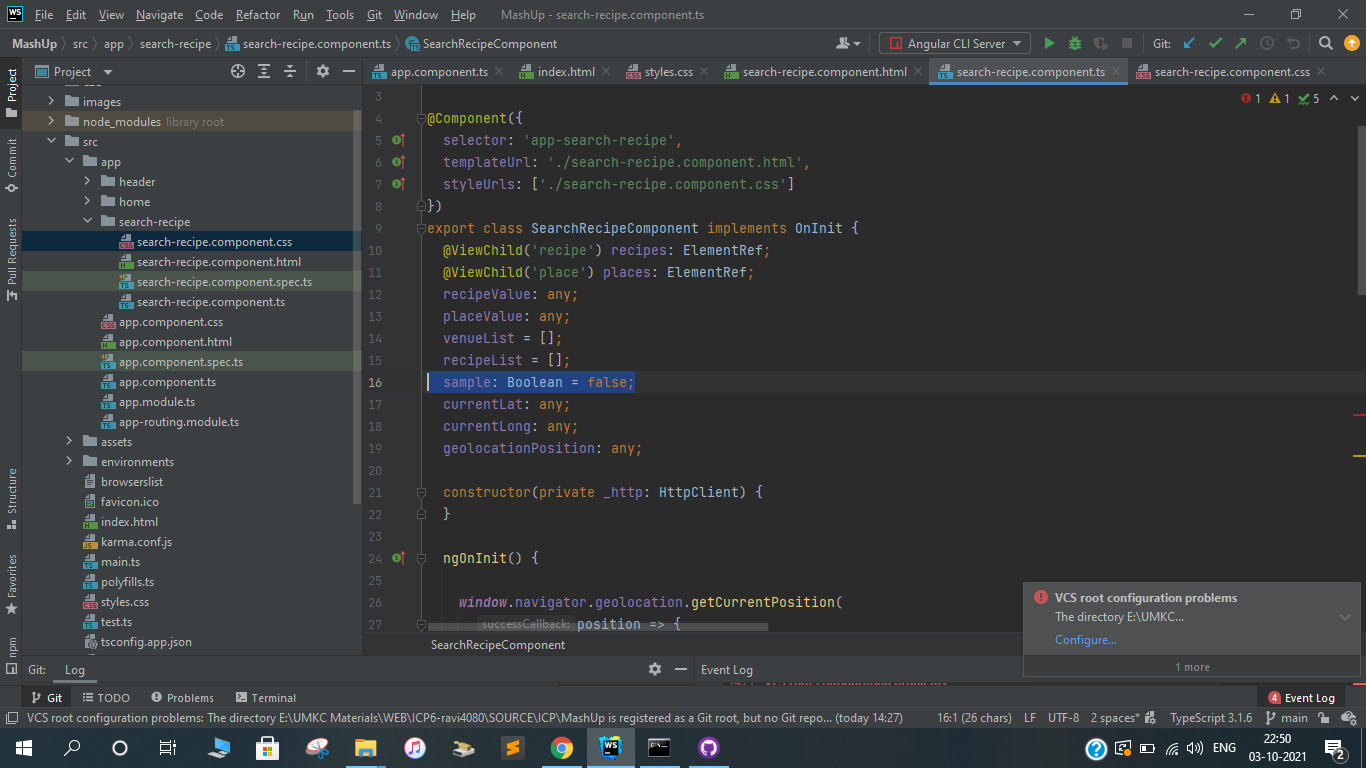 WS File Edit View Navigate Code Refactor Run Tools Git Window Help MashUp - search-recipe.component.ts
MashUp src app search-recipe search-recipe.component.ts SearchRecipeComponent Angular CLI Server Git:
Project app.component.ts index.html styles.css search-recipe.component.html search-recipe.component.ts search-recipe.component.css
Project
Commit
Pull Requests
Structure
Favorites
npm
images
node_modules library root
src
app
header
home
search-recipe
search-recipe.component.css
search-recipe.component.html
search-recipe.component.spec.ts
search-recipe.component.ts
app.component.css
app.component.html
app.component.spec.ts
app.component.ts
app.module.ts
app-routing.module.ts
assets
environments
browserslist
favicon.ico
index.html
karma.conf.js
main.ts
polyfills.ts
styles.css
test.ts
tsconfig.app.json
1 1 5
3
4 @Component({
5 selector: 'app-search-recipe',
6 templateUrl: './search-recipe.component.html',
7 styleUrls: ['./search-recipe.component.css']
8 })
9 export class SearchRecipeComponent implements OnInit {
10 @ViewChild('recipe') recipes: ElementRef;
11 @ViewChild('place') places: ElementRef;
12 recipeValue: any;
13 placeValue: any;
14 venueList = [];
15 recipeList = [];
16 sample: Boolean = false;
17 currentLat: any;
18 currentLong: any;
19 geolocationPosition: any;
20
21 constructor(private _http: HttpClient) {
22 }
23
24 ngOnInit() {
25
26 window.navigator.geolocation.getCurrentPosition(
27 successCallback: position => {
SearchRecipeComponent
VCS root configuration problems
The directory E:\UMKC...
Configure...
1 more
Git: Log Event Log
Git TODO Problems Terminal 4 Event Log
VCS root configuration problems: The directory E:\UMKC Materials\WEB\ICP6-ravi4080\SOURCE\ICP\MashUp is registered as a Git root, but no Git repo... (today 14:27) 16:1 (26 chars) LF UTF-8 2 spaces* TypeScript 3.1.6 main
WS ENG 22:50
03-10-2021 2